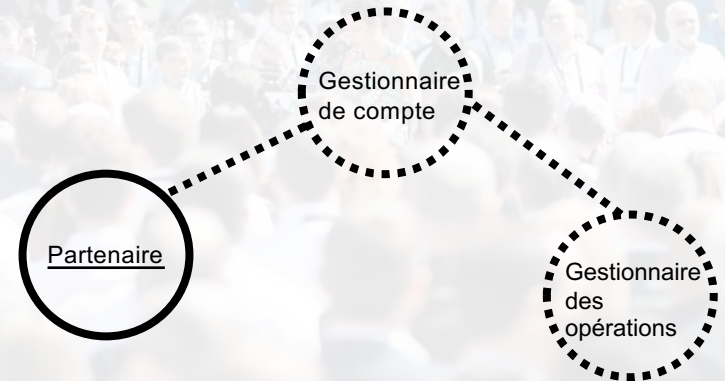 Gestionnaire
de compte
Partenaire
Gestionnaire
des
opérations